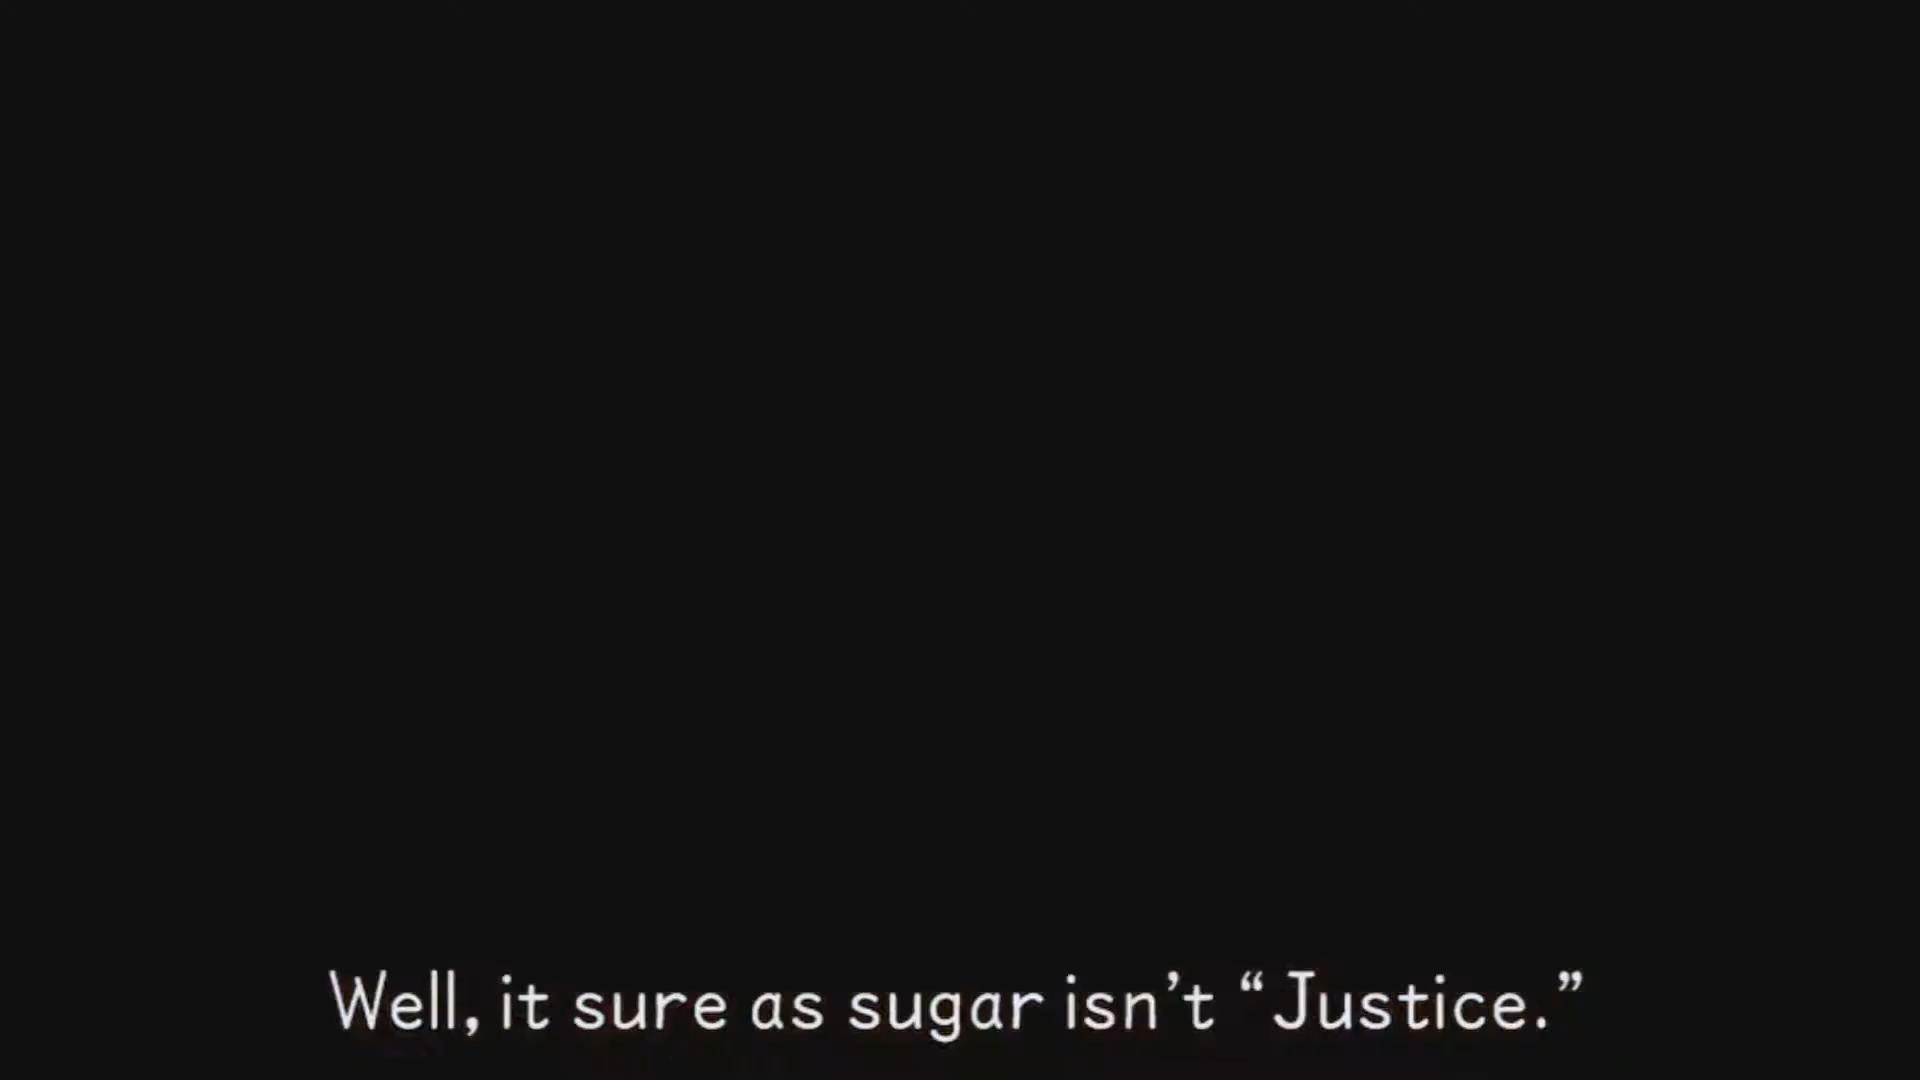 Well, it sure as sugar isn’t “Justice.”